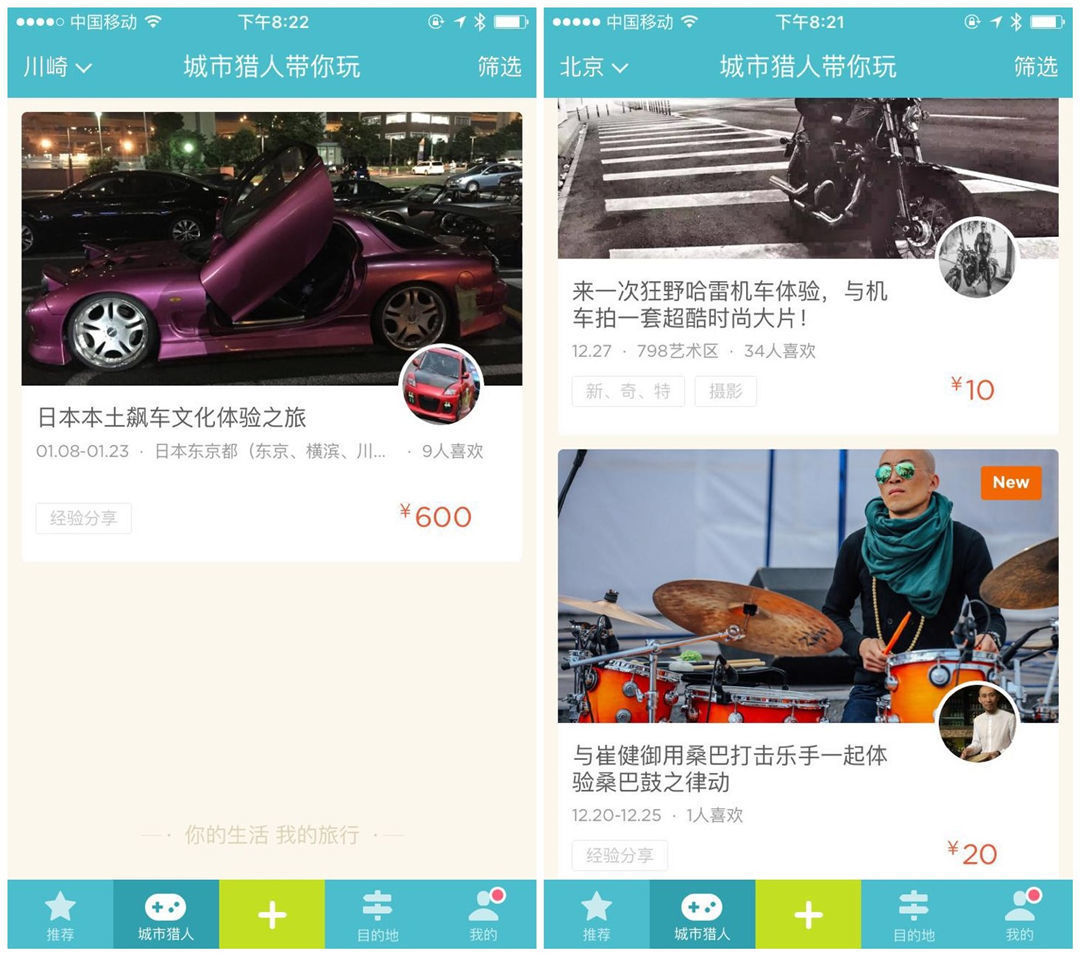 中国移动
下午8:22
川崎
城市猎人带你玩
筛选
日本本土飙车文化体验之旅
01.08-01.23 · 日本东京都（东京、横滨、川... · 9人喜欢
经验分享
¥600
你的生活 我的旅行
推荐
城市猎人
目的地
我的
中国移动
下午8:21
北京
城市猎人带你玩
筛选
来一次狂野哈雷机车体验，与机
车拍一套超酷时尚大片！
12.27 · 798艺术区 · 34人喜欢
新、奇、特
摄影
¥10
New
与崔健御用桑巴打击乐手一起体
验桑巴鼓之律动
12.20-12.25 · 1人喜欢
经验分享
¥20
推荐
城市猎人
目的地
我的